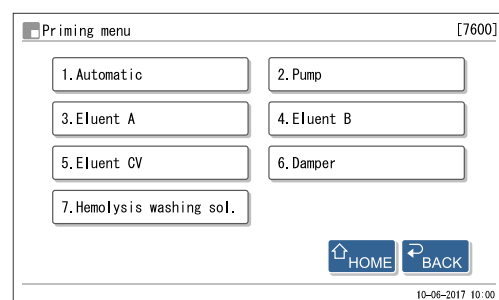 Priming menu [7600]
1.Automatic 2.Pump
3.Eluent A 4.Eluent B
5.Eluent CV 6.Damper
7.Hemolysis washing sol.
HOME BACK
10-06-2017 10:00